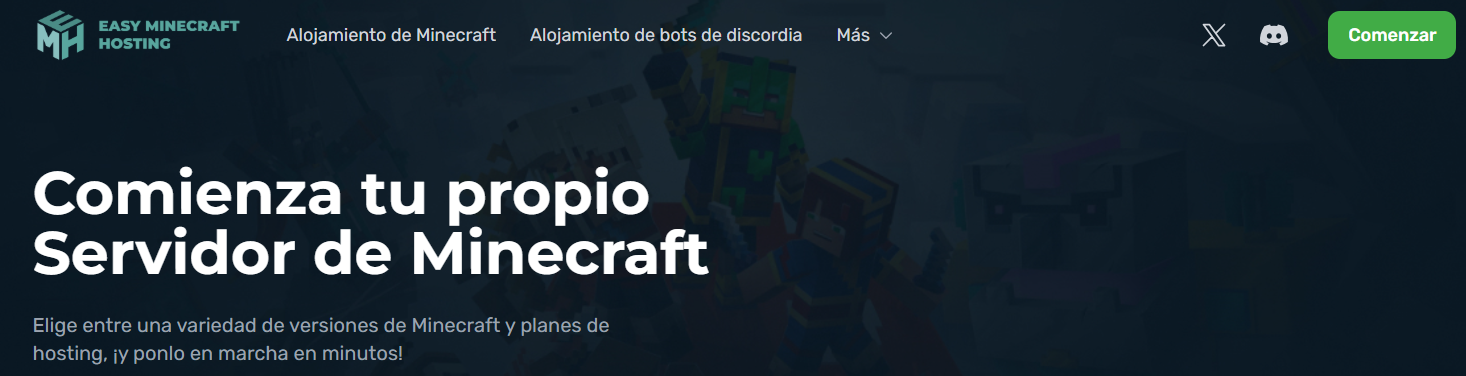 EASY MINECRAFT
HOSTING
Alojamiento de Minecraft
Alojamiento de bots de discordia
Más
Comenzar
Comienza tu propio
Servidor de Minecraft
Elige entre una variedad de versiones de Minecraft y planes de
hosting, ¡y ponlo en marcha en minutos!